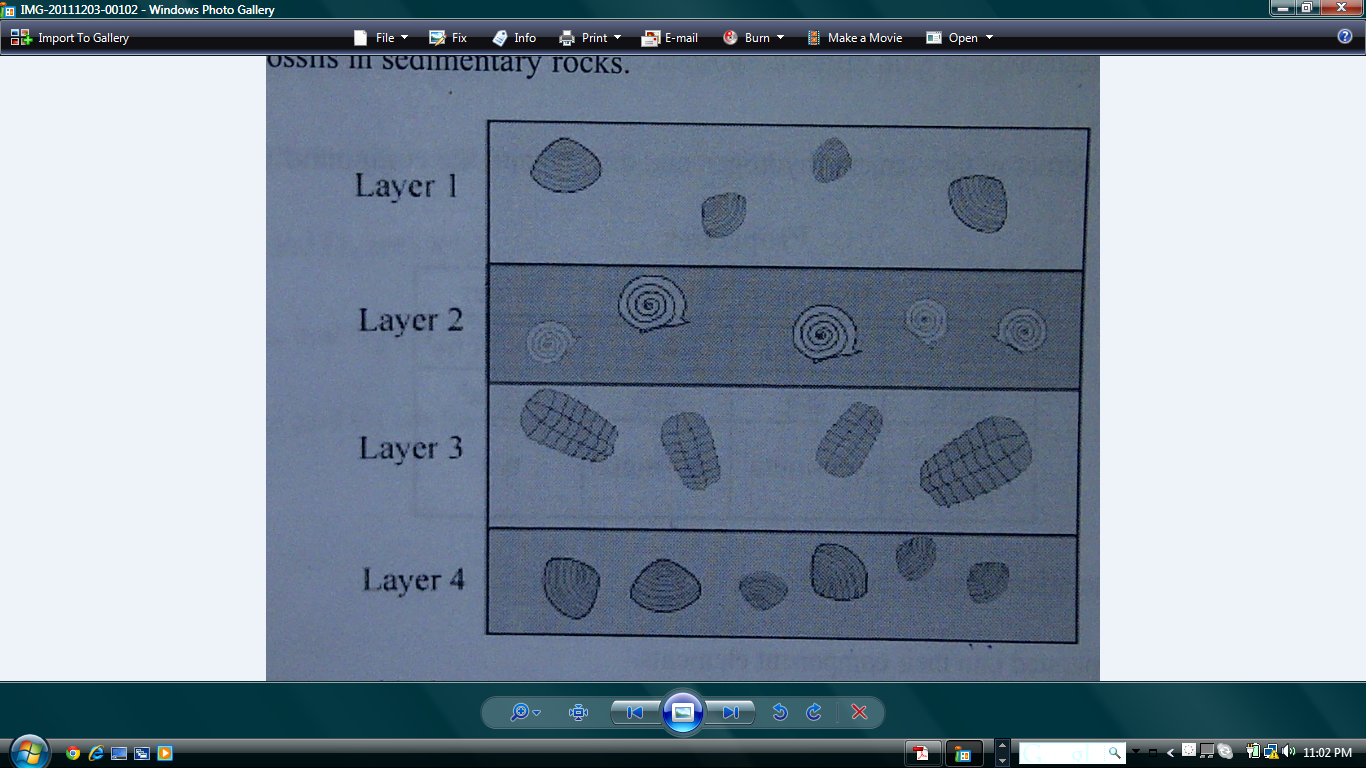 IMG-20111203-00102 - Windows Photo Gallery
Import To Gallery File Fix Info Print E-mail Burn Make a Movie Open
ossils in sedimentary rocks.
Layer 1
Layer 2
Layer 3
Layer 4
11:02 PM